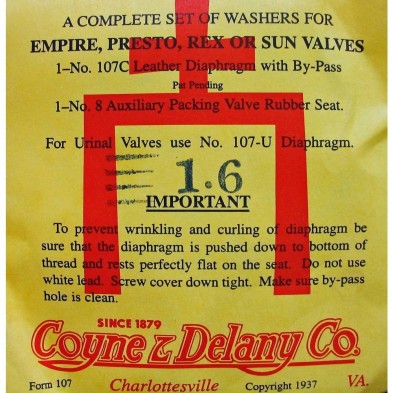 A COMPLETE SET OF WASHERS FOR
EMPIRE, PRESTO, REX OR SUN VALVES
1–No. 107C Leather Diaphragm with By-Pass
Pat Pending
1–No. 8 Auxiliary Packing Valve Rubber Seat.
For Urinal Valves use No. 107-U Diaphragm.
1.6
IMPORTANT
To prevent wrinkling and curling of diaphragm be
sure that the diaphragm is pushed down to bottom of
thread and rests perfectly flat on the seat. Do not use
white lead. Screw cover down tight. Make sure by-pass
hole is clean.
SINCE 1879
Coyne & Delany Co.
Form 107 Charlottesville Copyright 1937 VA.